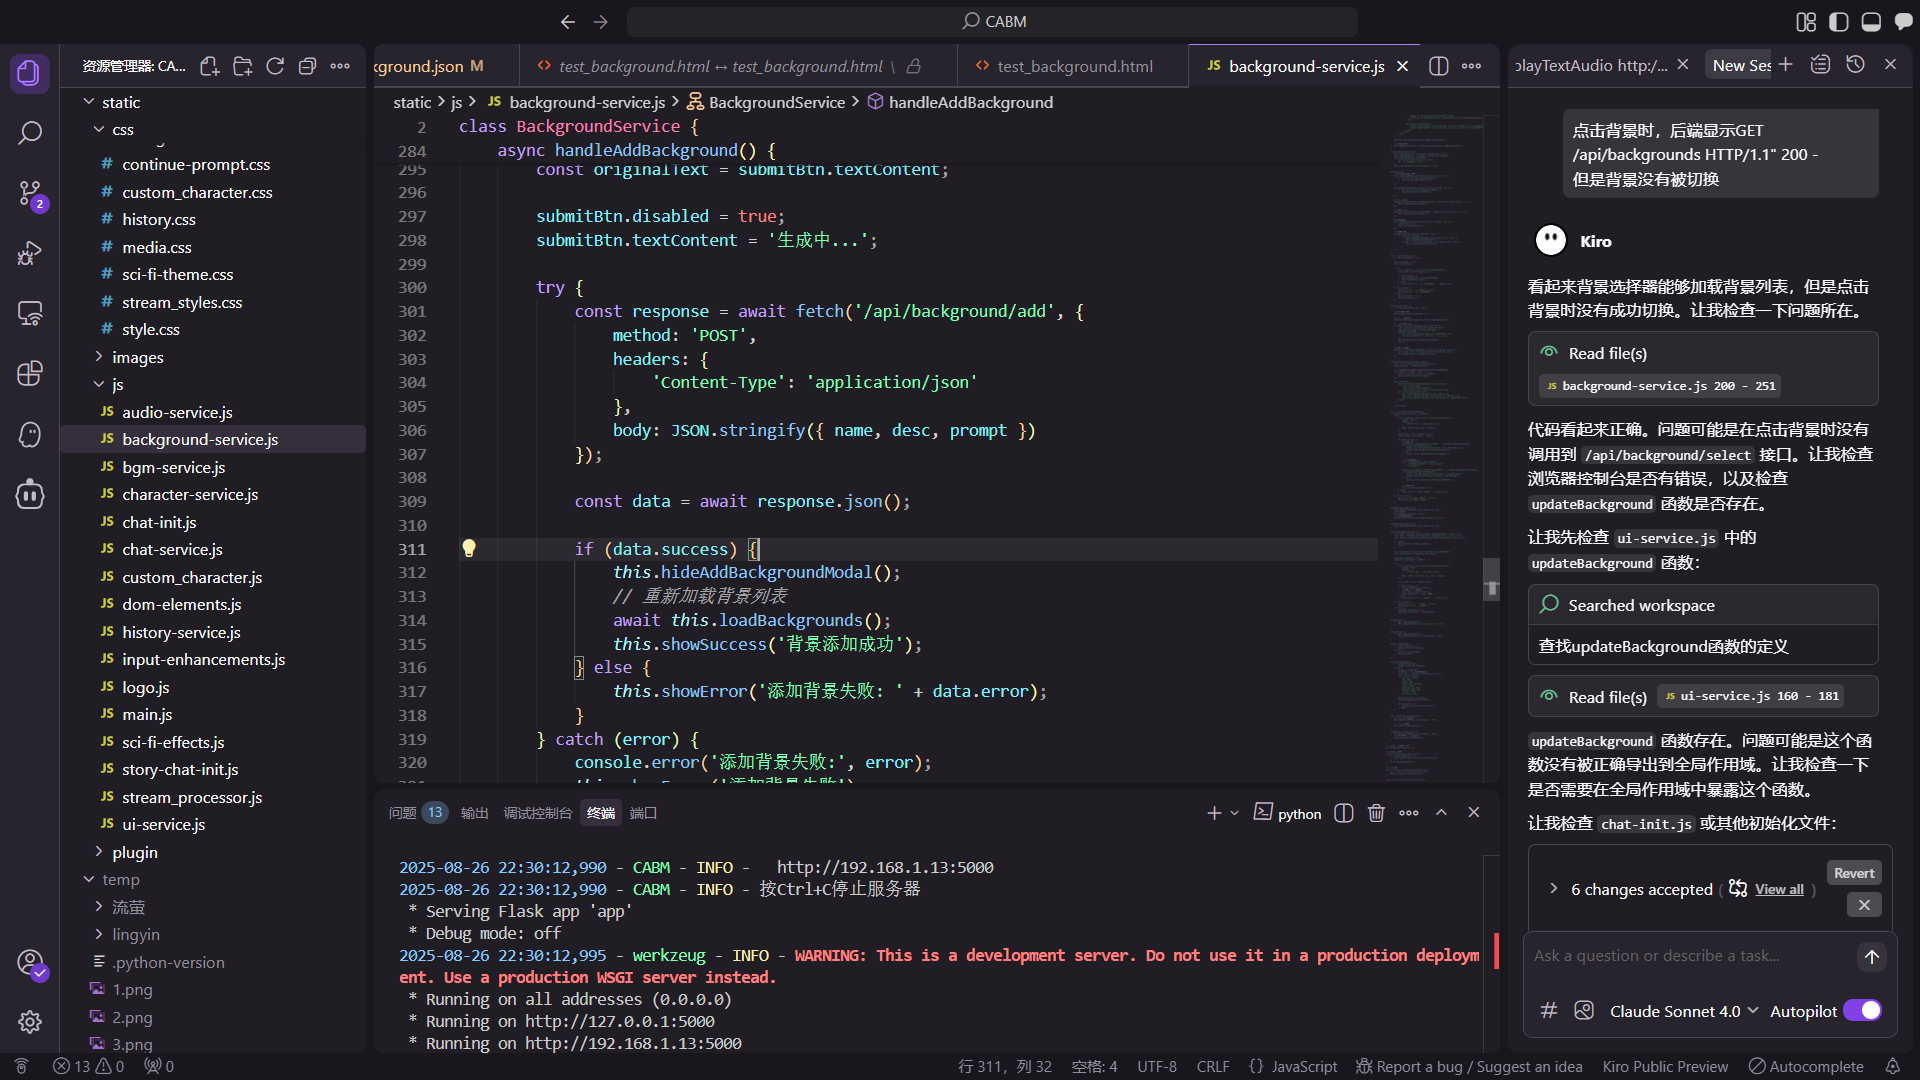 CABM
资源管理器: CA...
static
css
continue-prompt.css
custom_character.css
history.css
media.css
sci-fi-theme.css
stream_styles.css
style.css
images
js
audio-service.js
background-service.js
bgm-service.js
character-service.js
chat-init.js
chat-service.js
custom_character.js
dom-elements.js
history-service.js
input-enhancements.js
logo.js
main.js
sci-fi-effects.js
story-chat-init.js
stream_processor.js
ui-service.js
plugin
temp
流萤
lingyin
.python-version
1.png
2.png
3.png
2
kground.json M
test_background.html ↔ test_background.html \
test_background.html
JS background-service.js
static > js > JS background-service.js > BackgroundService > handleAddBackground
2 class BackgroundService {
284 async handleAddBackground() {
295 const originalText = submitBtn.textContent;
296
297 submitBtn.disabled = true;
298 submitBtn.textContent = '生成中...';
299
300 try {
301 const response = await fetch('/api/background/add', {
302 method: 'POST',
303 headers: {
304 'Content-Type': 'application/json'
305 },
306 body: JSON.stringify({ name, desc, prompt })
307 });
308
309 const data = await response.json();
310
311 if (data.success) {
312 this.hideAddBackgroundModal();
313 // 重新加载背景列表
314 await this.loadBackgrounds();
315 this.showSuccess('背景添加成功');
316 } else {
317 this.showError('添加背景失败: ' + data.error);
318 }
319 } catch (error) {
320 console.error('添加背景失败:', error);
问题 13 输出 调试控制台 终端 端口
python
2025-08-26 22:30:12,990 - CABM - INFO -   http://192.168.1.13:5000
2025-08-26 22:30:12,990 - CABM - INFO - 按Ctrl+C停止服务器
* Serving Flask app 'app'
* Debug mode: off
2025-08-26 22:30:12,995 - werkzeug - INFO - WARNING: This is a development server. Do not use it in a production deploym
ent. Use a production WSGI server instead.
* Running on all addresses (0.0.0.0)
* Running on http://127.0.0.1:5000
* Running on http://192.168.1.13:5000
playTextAudio http:/...
New Ses
点击背景时，后端显示GET
/api/backgrounds HTTP/1.1" 200 -
但是背景没有被切换
Kiro
看起来背景选择器能够加载背景列表，但是点击
背景时没有成功切换。让我检查一下问题所在。
Read file(s)
JS background-service.js 200 - 251
代码看起来正确。问题可能是在点击背景时没有
调用到 /api/background/select 接口。让我检查
浏览器控制台是否有错误，以及检查
updateBackground 函数是否存在。
让我先检查 ui-service.js 中的
updateBackground 函数：
Searched workspace
查找updateBackground函数的定义
Read file(s) JS ui-service.js 160 - 181
updateBackground 函数存在。问题可能是这个函
数没有被正确导出到全局作用域。让我检查一下
是否需要在全局作用域中暴露这个函数。
让我检查 chat-init.js 或其他初始化文件：
6 changes accepted ( View all )
Revert
Ask a question or describe a task...
Claude Sonnet 4.0
Autopilot
13 0 0
行 311，列 32
空格: 4
UTF-8
CRLF
{} JavaScript
Report a bug / Suggest an idea
Kiro Public Preview
Autocomplete